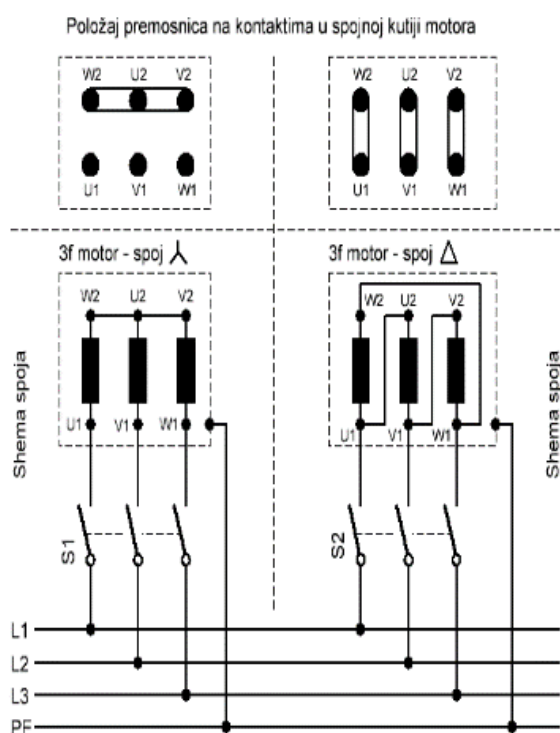 Položaj premosnica na kontaktima u spojnoj kutiji motora
W2 U2 V2
U1 V1 W1
W2 U2 V2
U1 V1 W1
3f motor - spoj
W2 U2 V2
U1 V1 W1
Shema spoja
S1
3f motor - spoj Δ
W2 U2 V2
U1 V1 W1
Shema spoja
S2
L1
L2
L3
PE